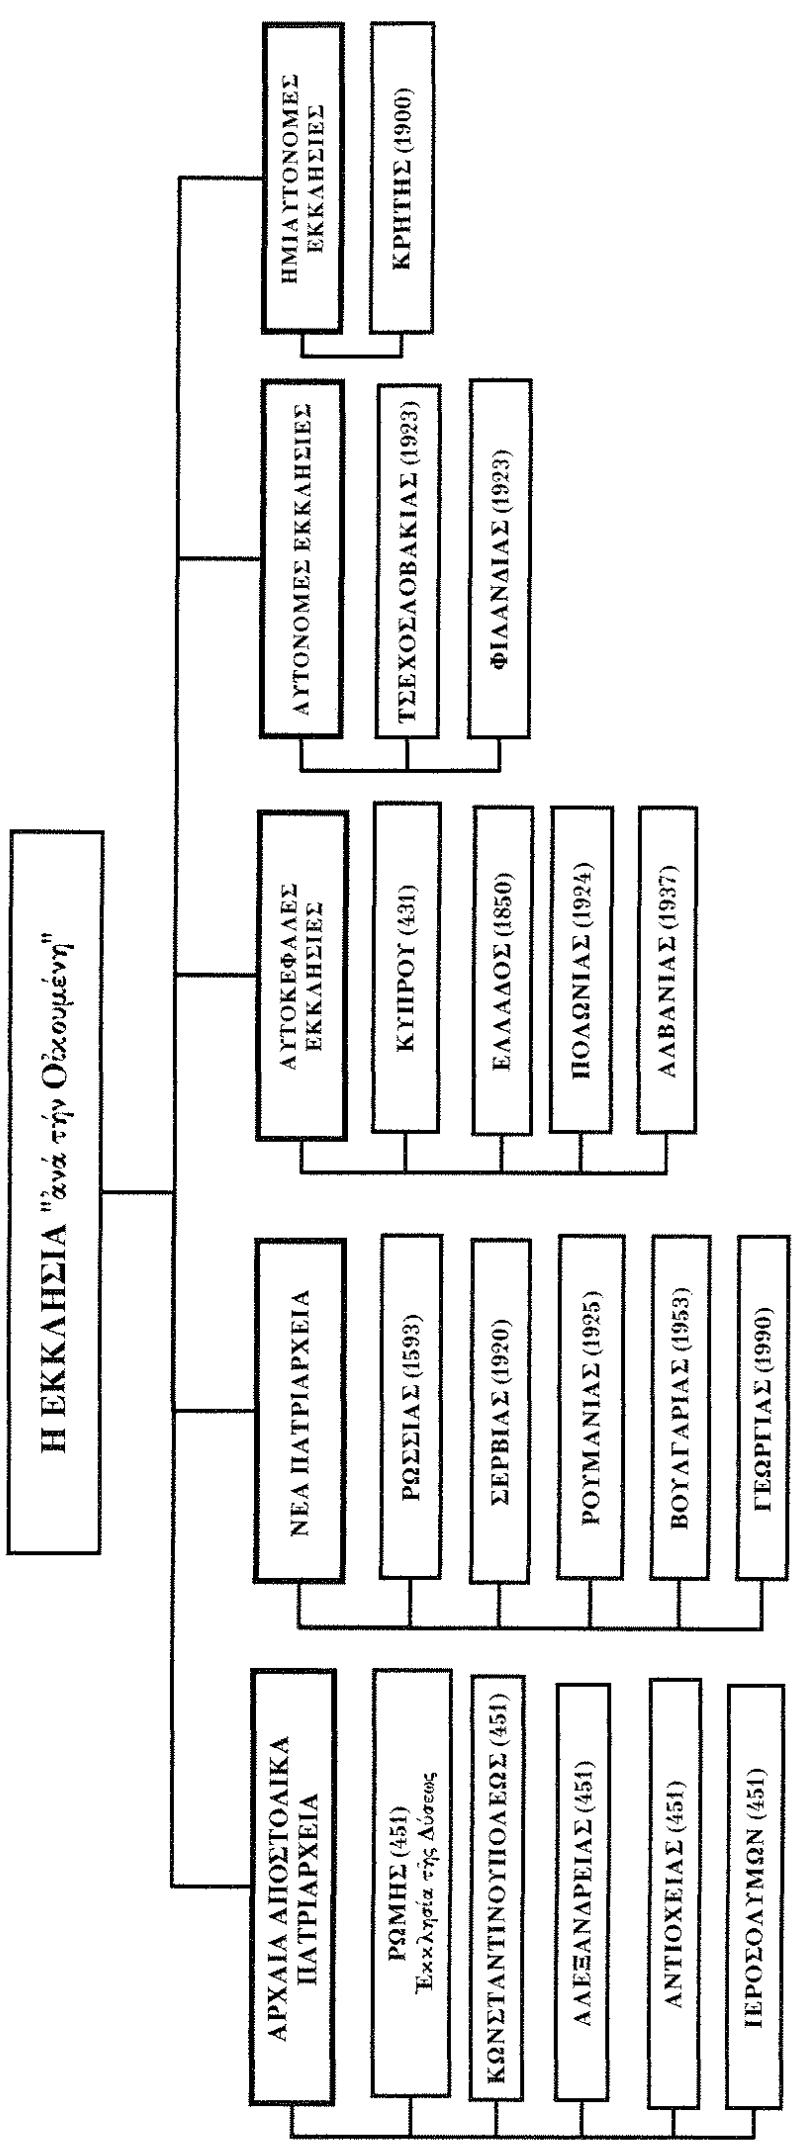 Η ΕΚΚΛΗΣΙΑ "ἀνά τήν Οἰκουμένη"
ΑΡΧΑΙΑ ΑΠΟΣΤΟΛΙΚΑ
ΠΑΤΡΙΑΡΧΕΙΑ
ΡΩΜΗΣ (451)
Ἐκκλησία τῆς Δύσεως
ΚΩΝΣΤΑΝΤΙΝΟΥΠΟΛΕΩΣ (451)
ΑΛΕΞΑΝΔΡΕΙΑΣ (451)
ΑΝΤΙΟΧΕΙΑΣ (451)
ΙΕΡΟΣΟΛΥΜΩΝ (451)
ΝΕΑ ΠΑΤΡΙΑΡΧΕΙΑ
ΡΩΣΣΙΑΣ (1593)
ΣΕΡΒΙΑΣ (1920)
ΡΟΥΜΑΝΙΑΣ (1925)
ΒΟΥΛΓΑΡΙΑΣ (1953)
ΓΕΩΡΓΙΑΣ (1990)
ΑΥΤΟΚΕΦΑΛΕΣ
ΕΚΚΛΗΣΙΕΣ
ΚΥΠΡΟΥ (431)
ΕΛΛΑΔΟΣ (1850)
ΠΟΛΩΝΙΑΣ (1924)
ΑΛΒΑΝΙΑΣ (1937)
ΑΥΤΟΝΟΜΕΣ ΕΚΚΛΗΣΙΕΣ
ΤΣΕΧΟΣΛΟΒΑΚΙΑΣ (1923)
ΦΙΛΑΝΔΙΑΣ (1923)
ΗΜΙΑΥΤΟΝΟΜΕΣ
ΕΚΚΛΗΣΙΕΣ
ΚΡΗΤΗΣ (1900)